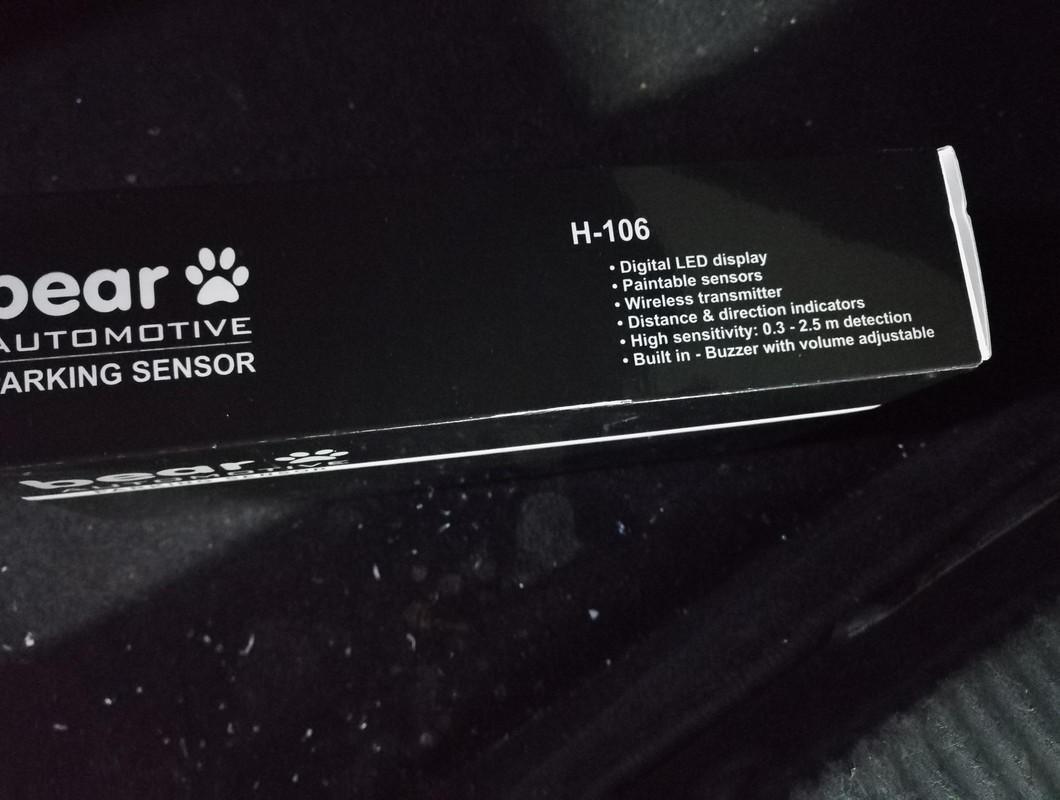 bear
AUTOMOTIVE
ARKING SENSOR
H-106
• Digital LED display
• Paintable sensors
• Wireless transmitter
• Distance & direction indicators
• High sensitivity: 0.3 - 2.5 m detection
• Built in - Buzzer with volume adjustable
bear
AUTOMOTIVE